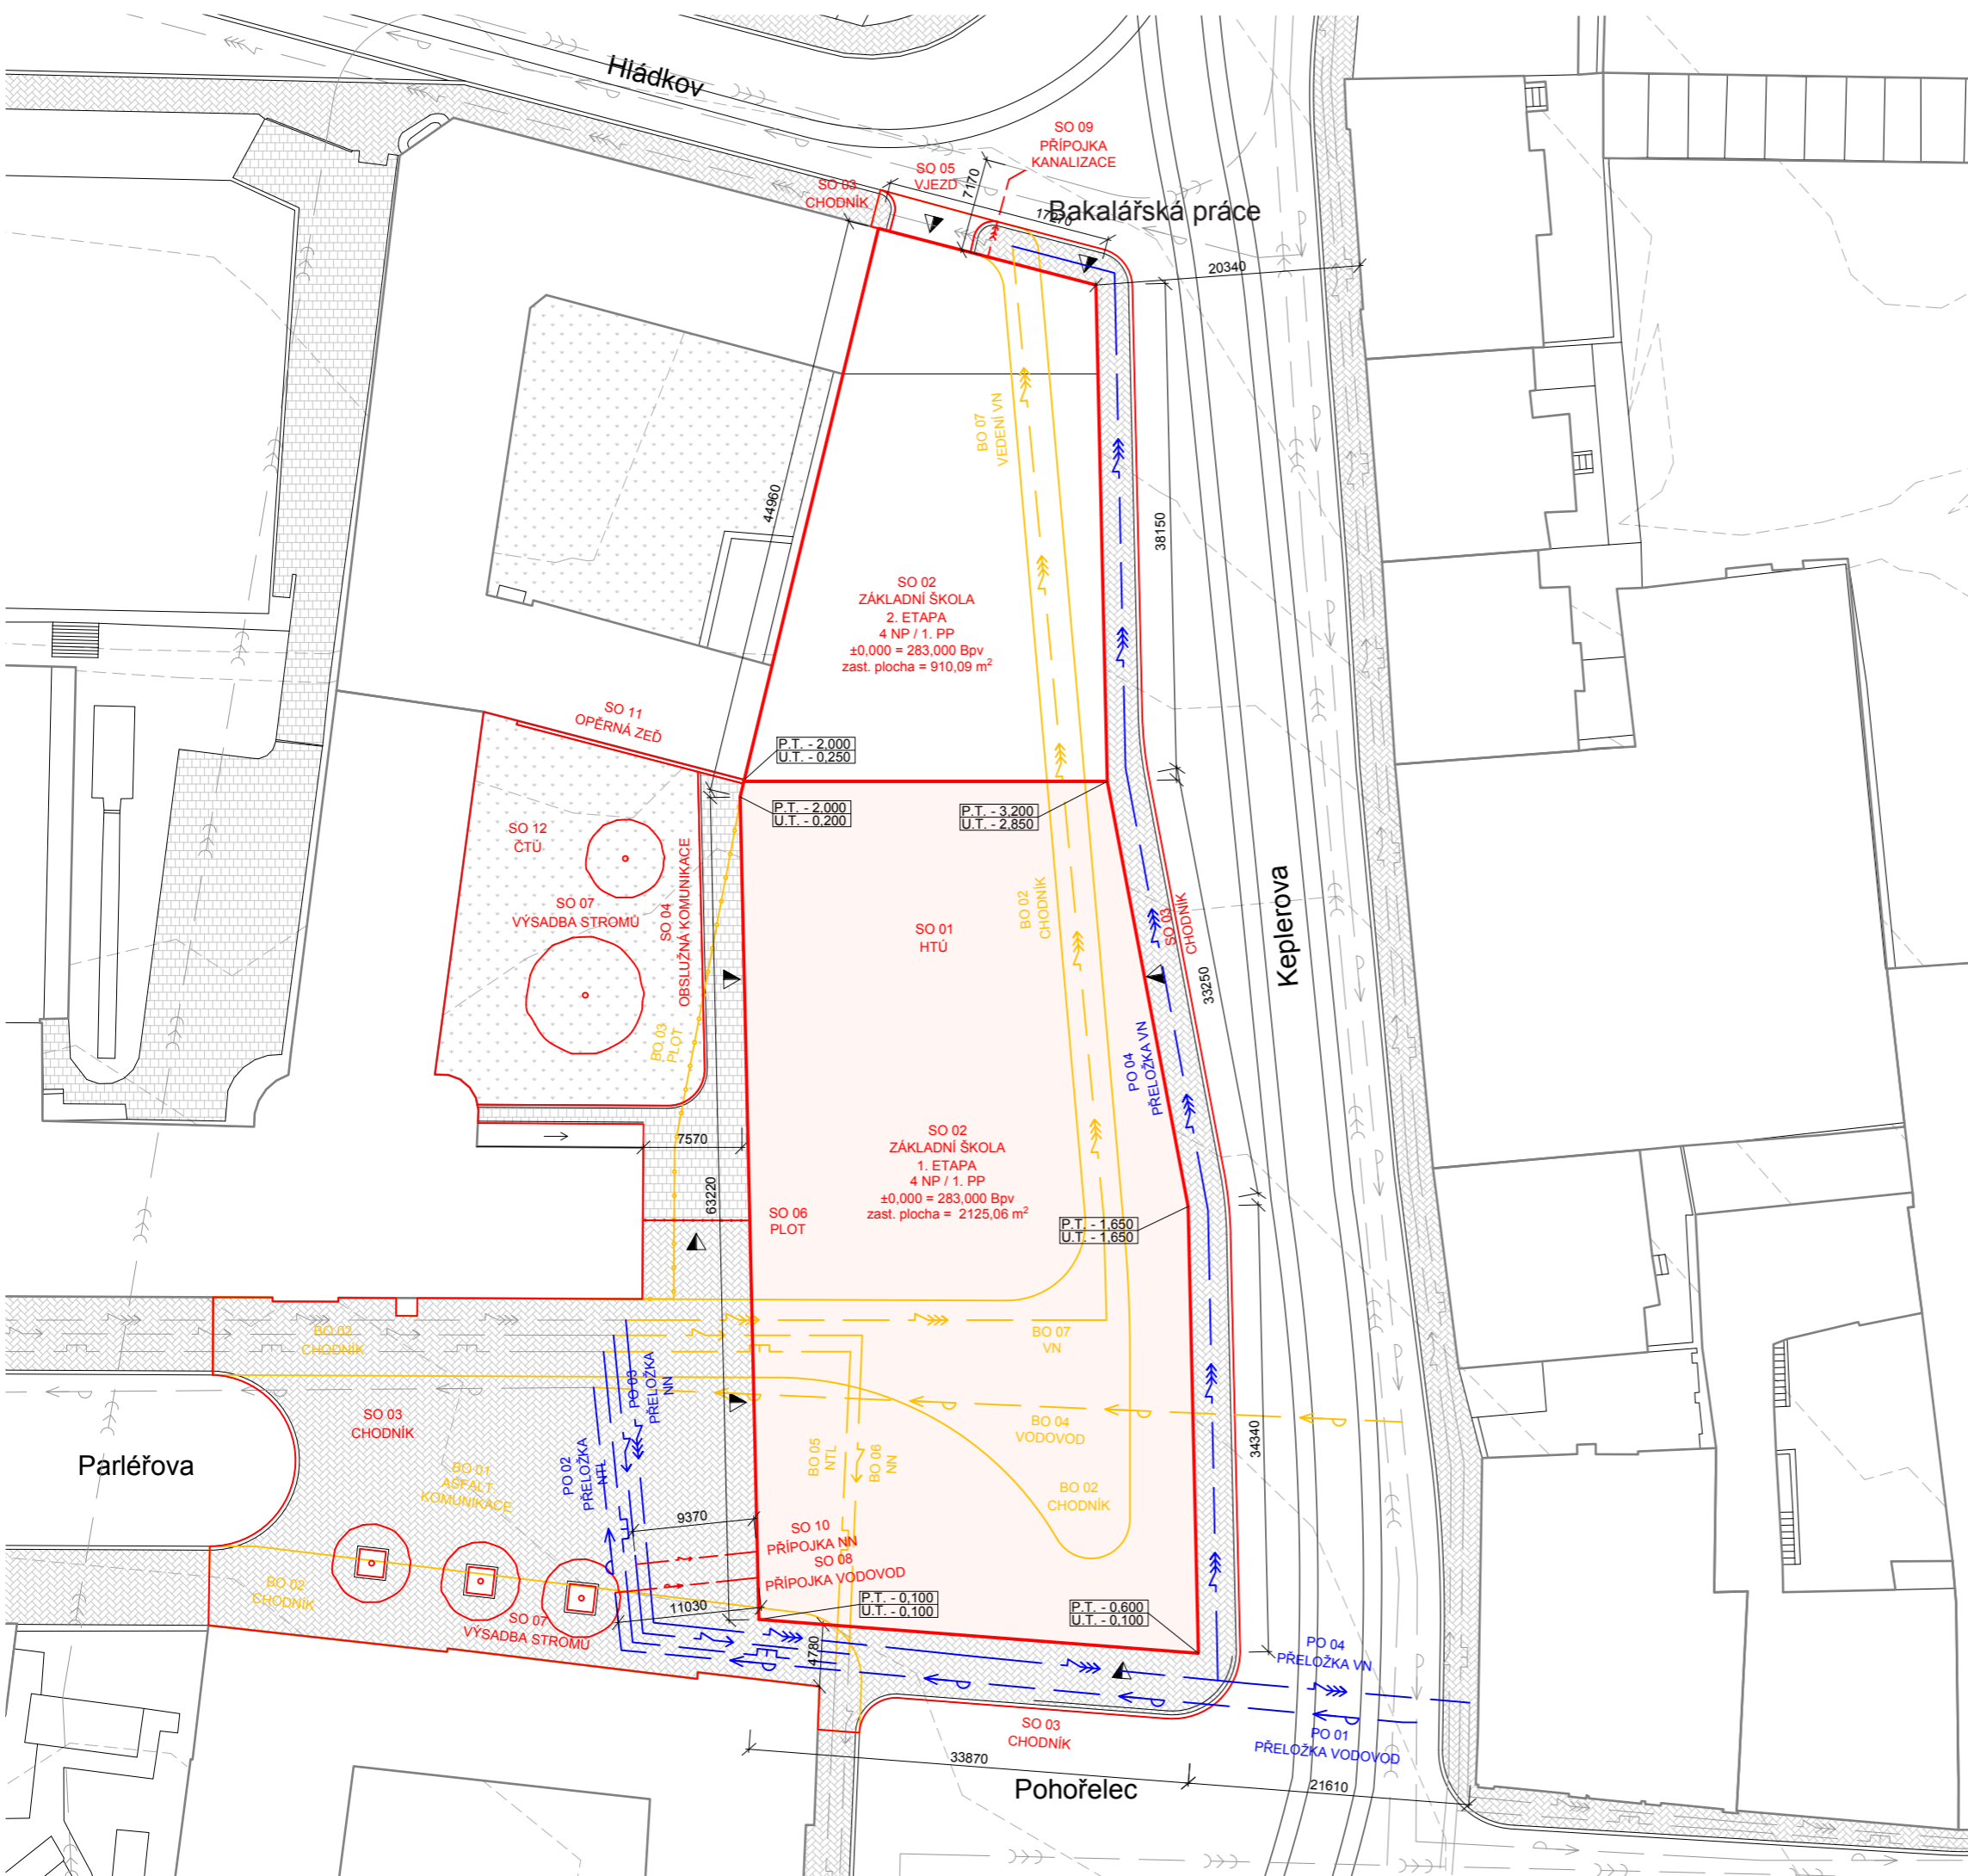 Hládkov
SO 09
PŘÍPOJKA
KANALIZACE
SO 05
VJEZD
7170
SO 03
CHODNÍK
17270
Bakalářská práce
20340
BO 07
VEDENÍ VN
44960
38150
SO 02
ZÁKLADNÍ ŠKOLA
2. ETAPA
4 NP / 1. PP
±0,000 = 283,000 Bpv
zast. plocha = 910,09 m²
SO 11
OPĚRNÁ ZEĎ
P.T. - 2,000
U.T. - 0,250
P.T. - 2,000
U.T. - 0,200
P.T. - 3,200
U.T. - 2,850
SO 12
ČTÚ
SO 07
VÝSADBA STROMŮ
SO 04
OBSLUŽNÁ KOMUNIKACE
SO 01
HTÚ
BO 02
CHODNÍK
SO 03
CHODNÍK
Keplerova
33250
BO 03
PLOT
PO 04
PŘELOŽKA VN
7570
SO 02
ZÁKLADNÍ ŠKOLA
1. ETAPA
4 NP / 1. PP
±0,000 = 283,000 Bpv
zast. plocha = 2125,06 m²
63220
SO 06
PLOT
P.T. - 1,650
U.T. - 1,650
BO 02
CHODNÍK
PO 03
PŘELOŽKA
NN
BO 07
VN
SO 03
CHODNÍK
BO 04
VODOVOD
34340
Parléřova
BO 01
ASFALT
KOMUNIKACE
PO 02
PŘELOŽKA
NTL
BO 05
NTL
BO 06
NN
BO 02
CHODNÍK
9370
SO 10
PŘÍPOJKA NN
SO 08
PŘÍPOJKA VODOVOD
BO 02
CHODNÍK
P.T. - 0,100
U.T. - 0,100
P.T. - 0,600
U.T. - 0,100
11030
SO 07
VÝSADBA STROMŮ
4780
PO 04
PŘELOŽKA VN
SO 03
CHODNÍK
PO 01
PŘELOŽKA VODOVOD
33870
21610
Pohořelec